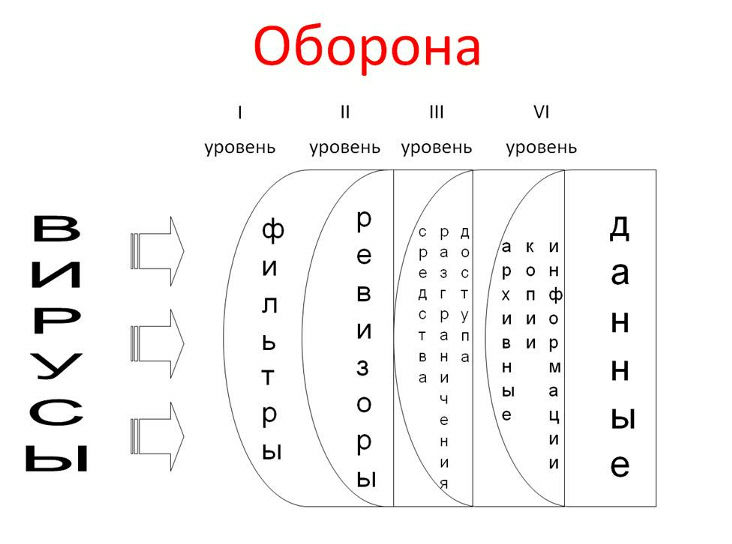 Оборона
I II III VI
уровень уровень уровень уровень
ВИРУСЫ
фильтры
ревизоры
средства
разграничения
доступа
архивные
копии
информации
данные